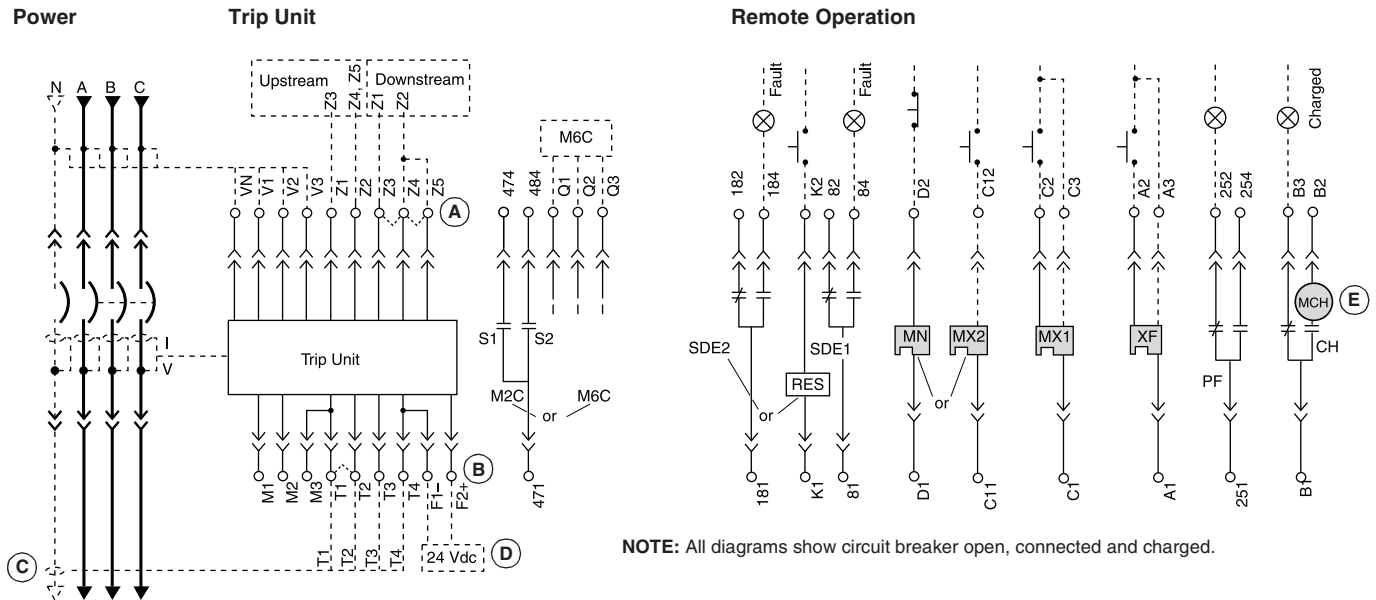 Power
Trip Unit
Remote Operation
Upstream
Downstream
Z3
Z4, Z5
Z1
Z2
N A B C
M6C
Fault
Fault
Charged
VN
V1
V2
V3
Z1
Z2
Z3
Z4
Z5
A
474
484
Q1
Q2
Q3
182
184
K2
82
84
D2
C12
C2
C3
A2
A3
252
254
B3
B2
MCH
E
I
V
Trip Unit
S1
S2
M2C
or
M6C
SDE2
SDE1
RES
or
MN
MX2
or
MX1
XF
PF
CH
B
M1
M2
M3
T1
T2
T3
T4
F1-
F2+
471
181
K1
81
D1
C11
C1
A1
251
B1
C
T1
T2
T3
T4
24 Vdc
D
NOTE: All diagrams show circuit breaker open, connected and charged.